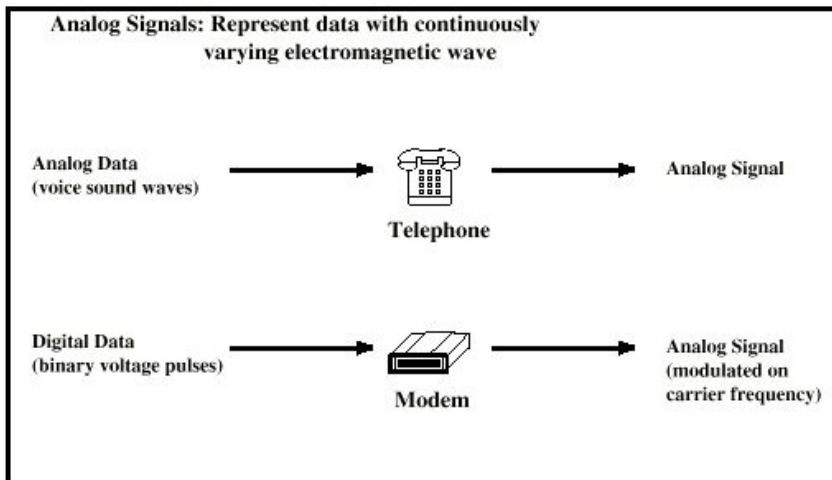 Analog Signals: Represent data with continuously
varying electromagnetic wave
Analog Data
(voice sound waves)
Analog Signal
Telephone
Digital Data
(binary voltage pulses)
Analog Signal
(modulated on
carrier frequency)
Modem